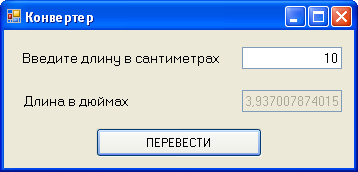 Конвертер
Введите длину в сантиметрах 10
Длина в дюймах 3,937007874015
ПЕРЕВЕСТИ